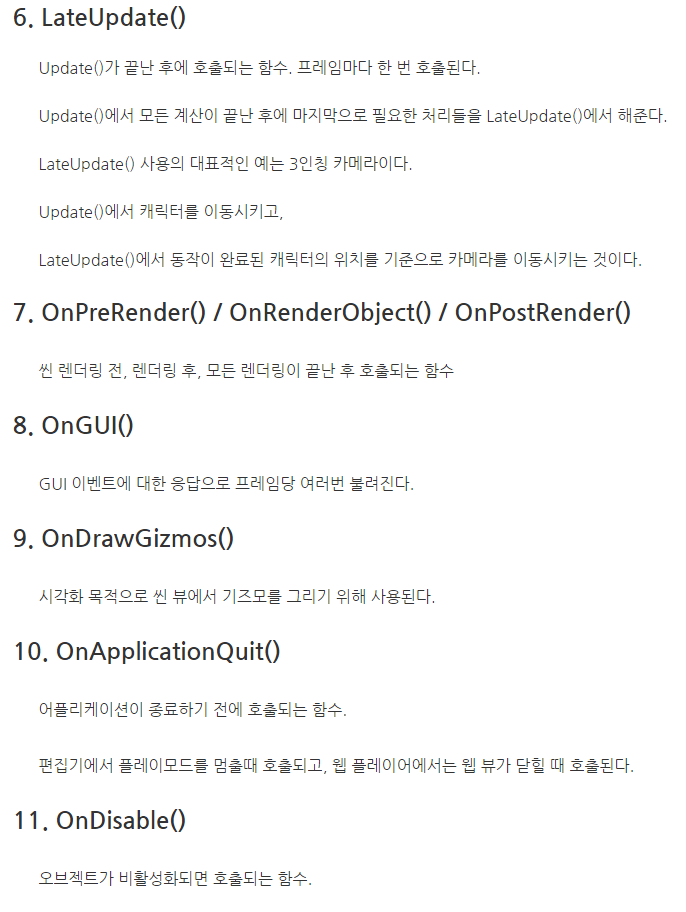 6. LateUpdate()
Update()가 끝난 후에 호출되는 함수. 프레임마다 한 번 호출된다.
Update()에서 모든 계산이 끝난 후에 마지막으로 필요한 처리들을 LateUpdate()에서 해준다.
LateUpdate() 사용의 대표적인 예는 3인칭 카메라이다.
Update()에서 캐릭터를 이동시키고,
LateUpdate()에서 동작이 완료된 캐릭터의 위치를 기준으로 카메라를 이동시키는 것이다.
7. OnPreRender() / OnRenderObject() / OnPostRender()
씬 렌더링 전, 렌더링 후, 모든 렌더링이 끝난 후 호출되는 함수
8. OnGUI()
GUI 이벤트에 대한 응답으로 프레임당 여러번 불려진다.
9. OnDrawGizmos()
시각화 목적으로 씬 뷰에서 기즈모를 그리기 위해 사용된다.
10. OnApplicationQuit()
어플리케이션이 종료하기 전에 호출되는 함수.
편집기에서 플레이모드를 멈출때 호출되고, 웹 플레이어에서는 웹 뷰가 닫힐 때 호출된다.
11. OnDisable()
오브젝트가 비활성화되면 호출되는 함수.